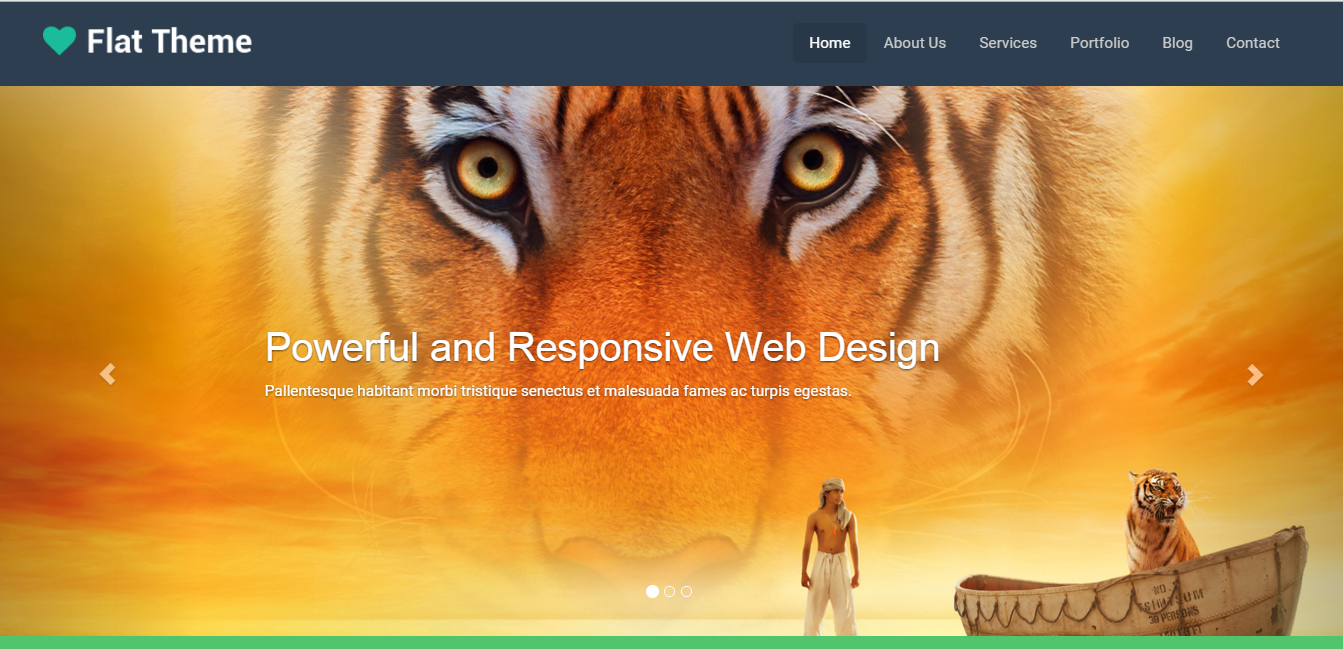 Flat Theme
Home About Us Services Portfolio Blog Contact
Powerful and Responsive Web Design
Pallentesque habitant morbi tristique senectus et malesuada fames ac turpis egestas.
NO.
TSIMTSUM
30 PERSONS